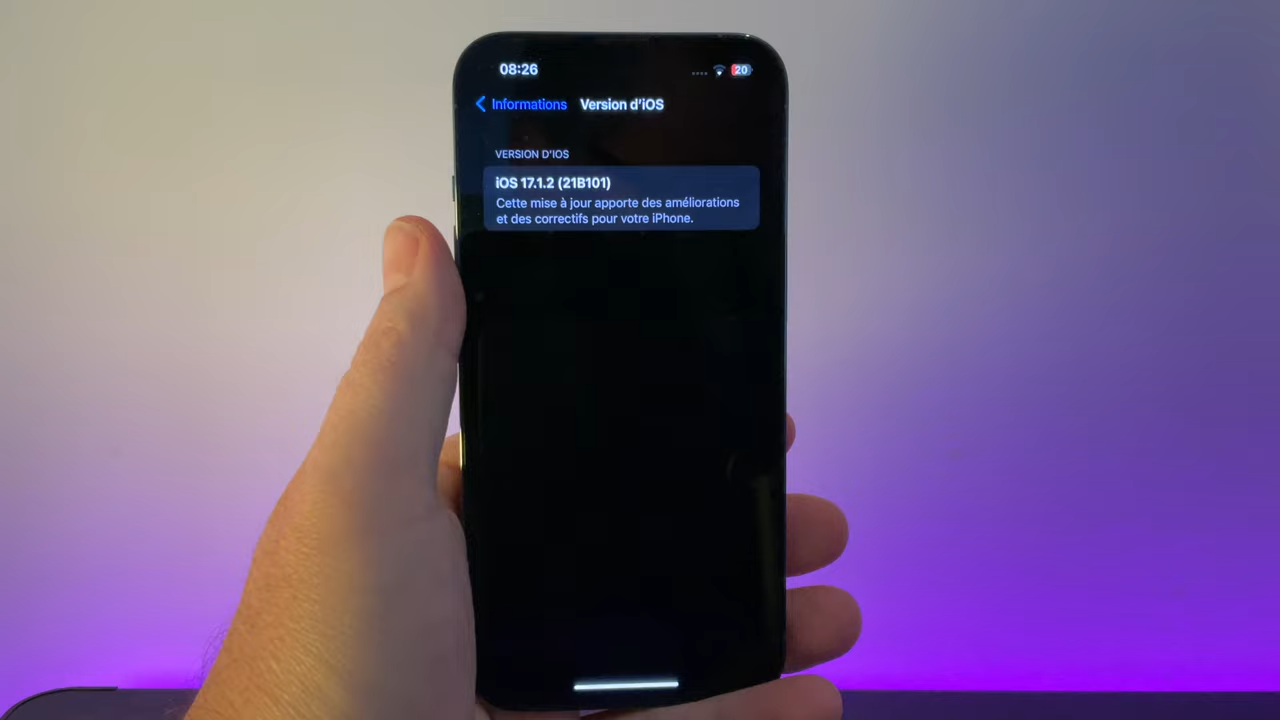 08:26
20
Informations Version d'iOS
VERSION D'IOS
iOS 17.1.2 (21B101)
Cette mise à jour apporte des améliorations
et des correctifs pour votre iPhone.